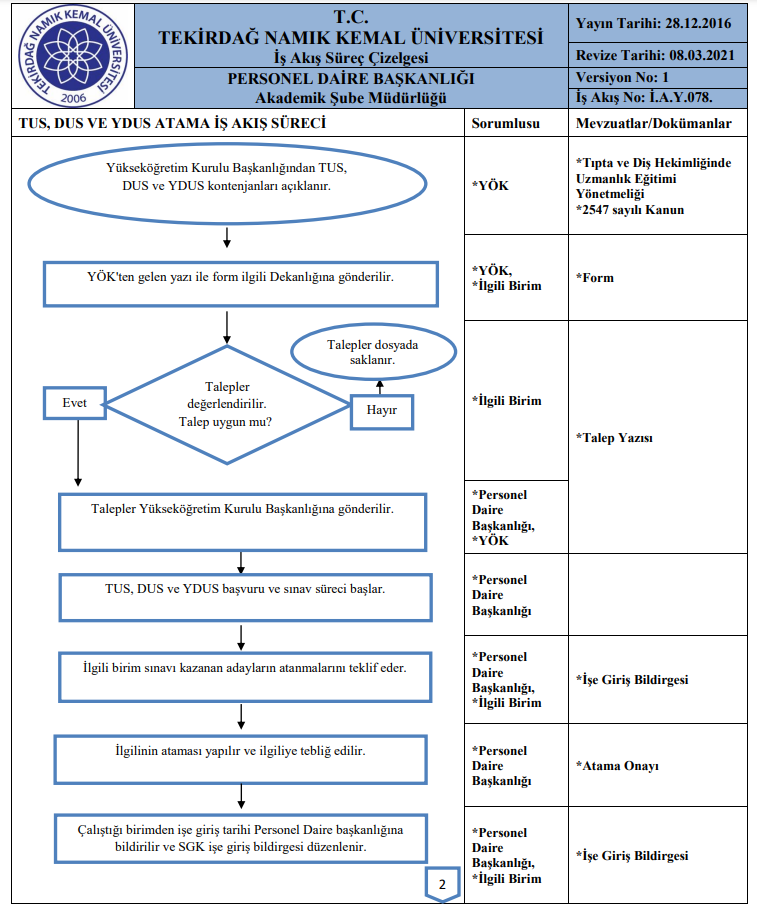 TEKİRDAĞ NAMIK KEMAL ÜNİVERSİTESİ
2006
T.C.
TEKİRDAĞ NAMIK KEMAL ÜNİVERSİTESİ
İş Akış Süreç Çizelgesi
PERSONEL DAİRE BAŞKANLIĞI
Akademik Şube Müdürlüğü
Yayın Tarihi: 28.12.2016
Revize Tarihi: 08.03.2021
Versiyon No: 1
İş Akış No: İ.A.Y.078.
TUS, DUS VE YDUS ATAMA İŞ AKIŞ SÜRECİ
Sorumlusu
Mevzuatlar/Dokümanlar
Yükseköğretim Kurulu Başkanlığından TUS,
DUS ve YDUS kontenjanları açıklanır.
*YÖK
*Tıpta ve Diş Hekimliğinde
Uzmanlık Eğitimi
Yönetmeliği
*2547 sayılı Kanun
YÖK'ten gelen yazı ile form ilgili Dekanlığına gönderilir.
*YÖK,
*İlgili Birim
*Form
Talepler dosyada
saklanır.
Talepler
değerlendirilir.
Talep uygun mu?
Evet
Hayır
*İlgili Birim
*Talep Yazısı
Talepler Yükseköğretim Kurulu Başkanlığına gönderilir.
*Personel
Daire
Başkanlığı,
*YÖK
TUS, DUS ve YDUS başvuru ve sınav süreci başlar.
*Personel
Daire
Başkanlığı
İlgili birim sınavı kazanan adayların atanmalarını teklif eder.
*Personel
Daire
Başkanlığı,
*İlgili Birim
*İşe Giriş Bildirgesi
İlgilinin ataması yapılır ve ilgiliye tebliğ edilir.
*Personel
Daire
Başkanlığı
*Atama Onayı
Çalıştığı birimden işe giriş tarihi Personel Daire başkanlığına
bildirilir ve SGK işe giriş bildirgesi düzenlenir.
*Personel
Daire
Başkanlığı,
*İlgili Birim
*İşe Giriş Bildirgesi
2